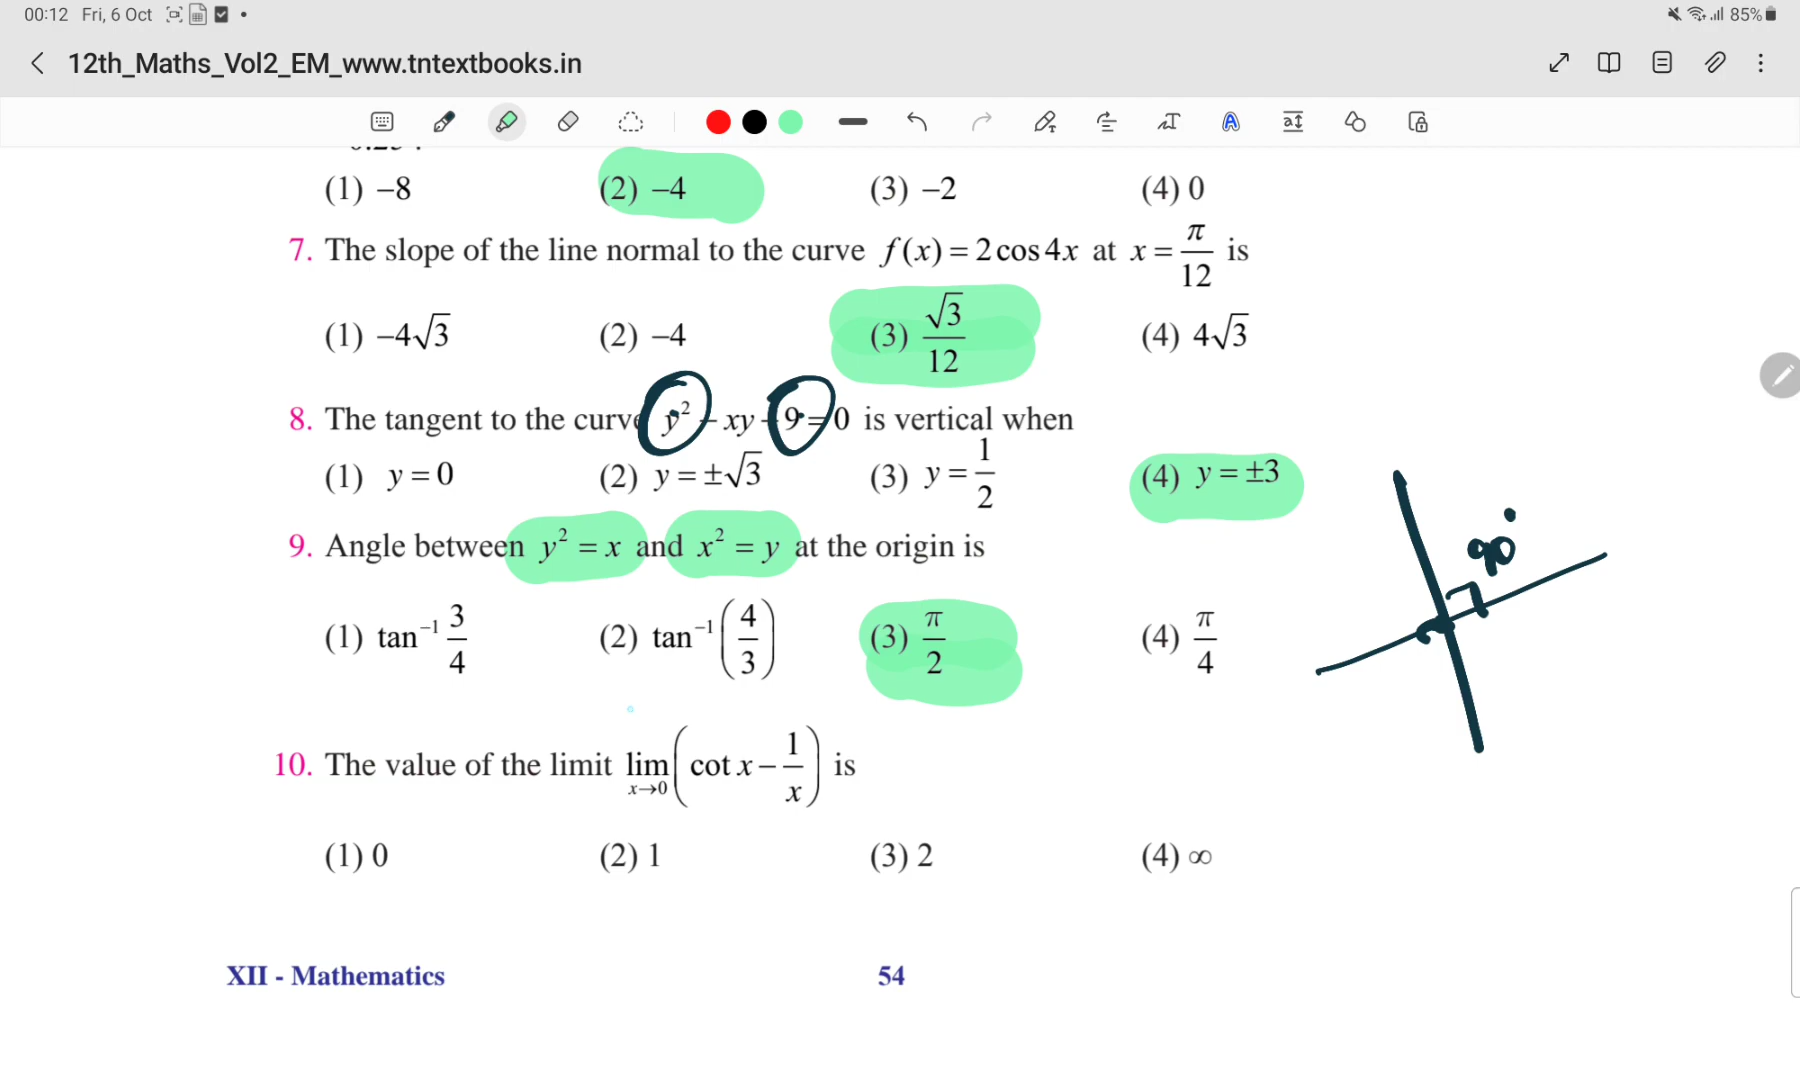 00:12 Fri, 6 Oct
85%
12th_Maths_Vol2_EM_www.tntextbooks.in
(1) −8 (2) −4 (3) −2 (4) 0
7. The slope of the line normal to the curve f(x) = 2cos4x at x = π/12 is
(1) −4√3 (2) −4 (3) √3/12 (4) 4√3
8. The tangent to the curve y² − xy + 9 = 0 is vertical when
(1) y = 0 (2) y = ±√3 (3) y = 1/2 (4) y = ±3
90°
9. Angle between y² = x and x² = y at the origin is
(1) tan⁻¹ 3/4 (2) tan⁻¹(4/3) (3) π/2 (4) π/4
10. The value of the limit lim x→0 (cot x − 1/x) is
(1) 0 (2) 1 (3) 2 (4) ∞
XII - Mathematics 54